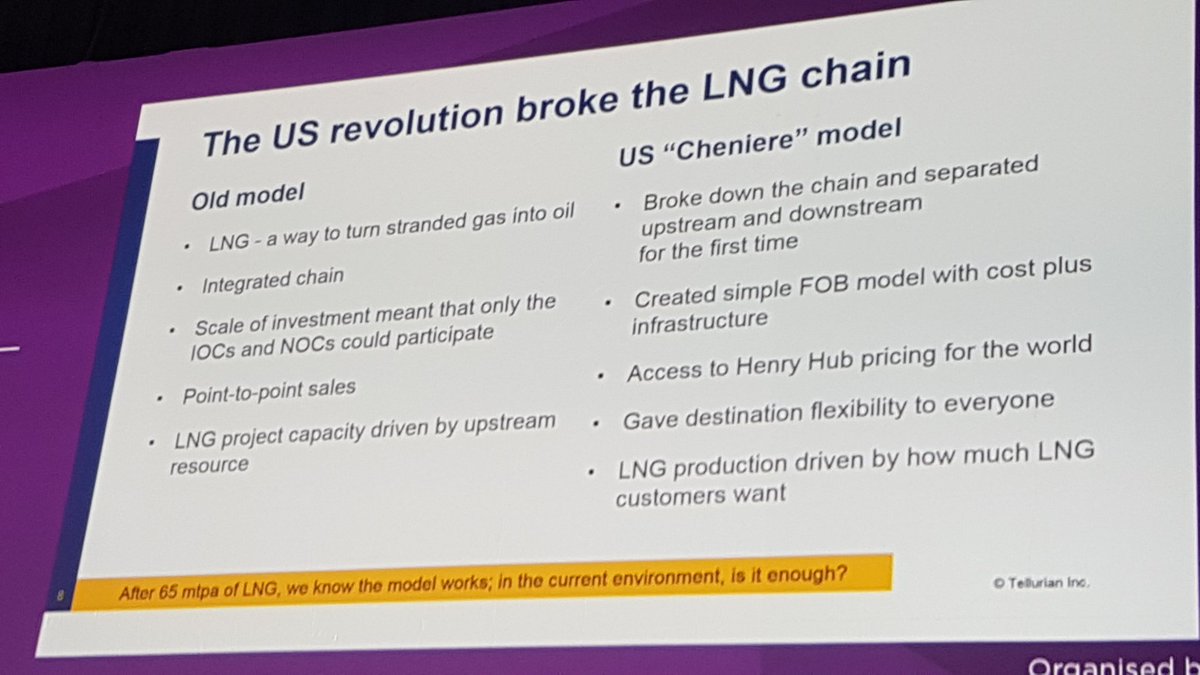 The US revolution broke the LNG chain
Old model
• LNG - a way to turn stranded gas into oil
• Integrated chain
• Scale of investment meant that only the
IOCs and NOCs could participate
• Point-to-point sales
• LNG project capacity driven by upstream
resource
US “Cheniere” model
• Broke down the chain and separated
upstream and downstream
for the first time
• Created simple FOB model with cost plus
infrastructure
• Access to Henry Hub pricing for the world
• Gave destination flexibility to everyone
• LNG production driven by how much LNG
customers want
8
After 65 mtpa of LNG, we know the model works; in the current environment, is it enough?
© Tellurian Inc.
Organised b